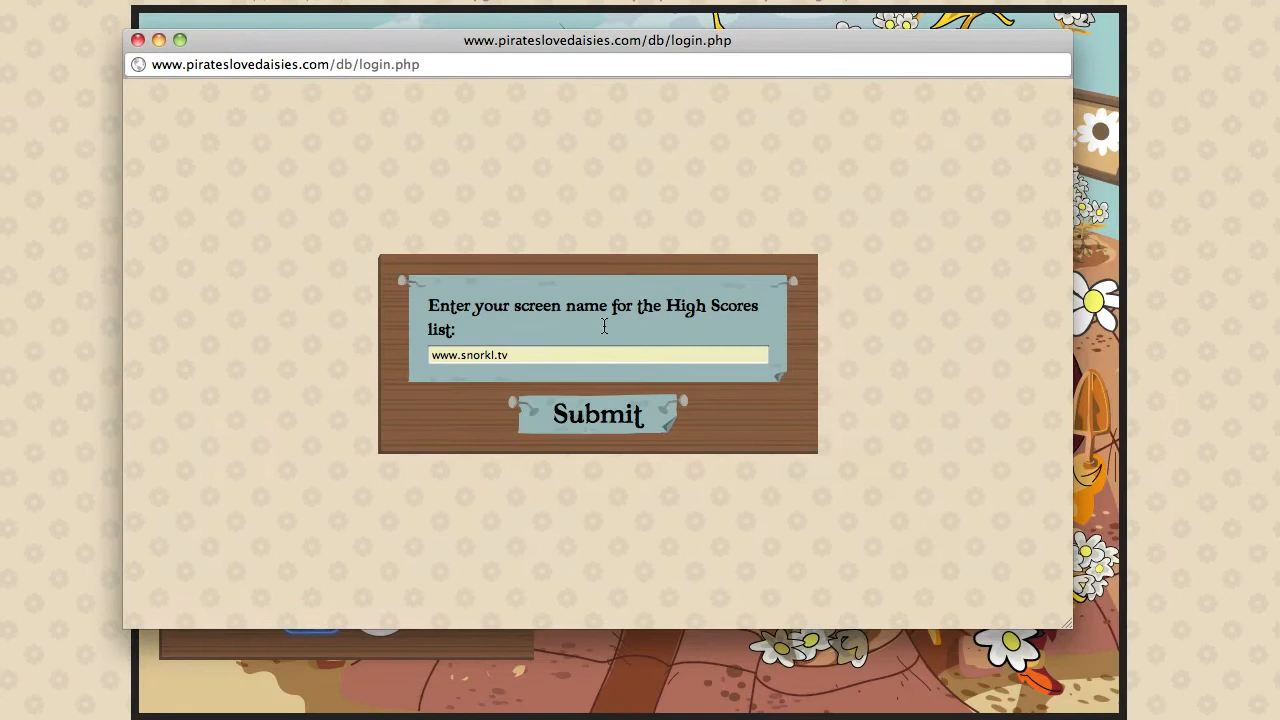 www.pirateslovedaisies.com/db/login.php
www.pirateslovedaisies.com/db/login.php
Enter your screen name for the High Scores
list:
www.snorkl.tv
Submit